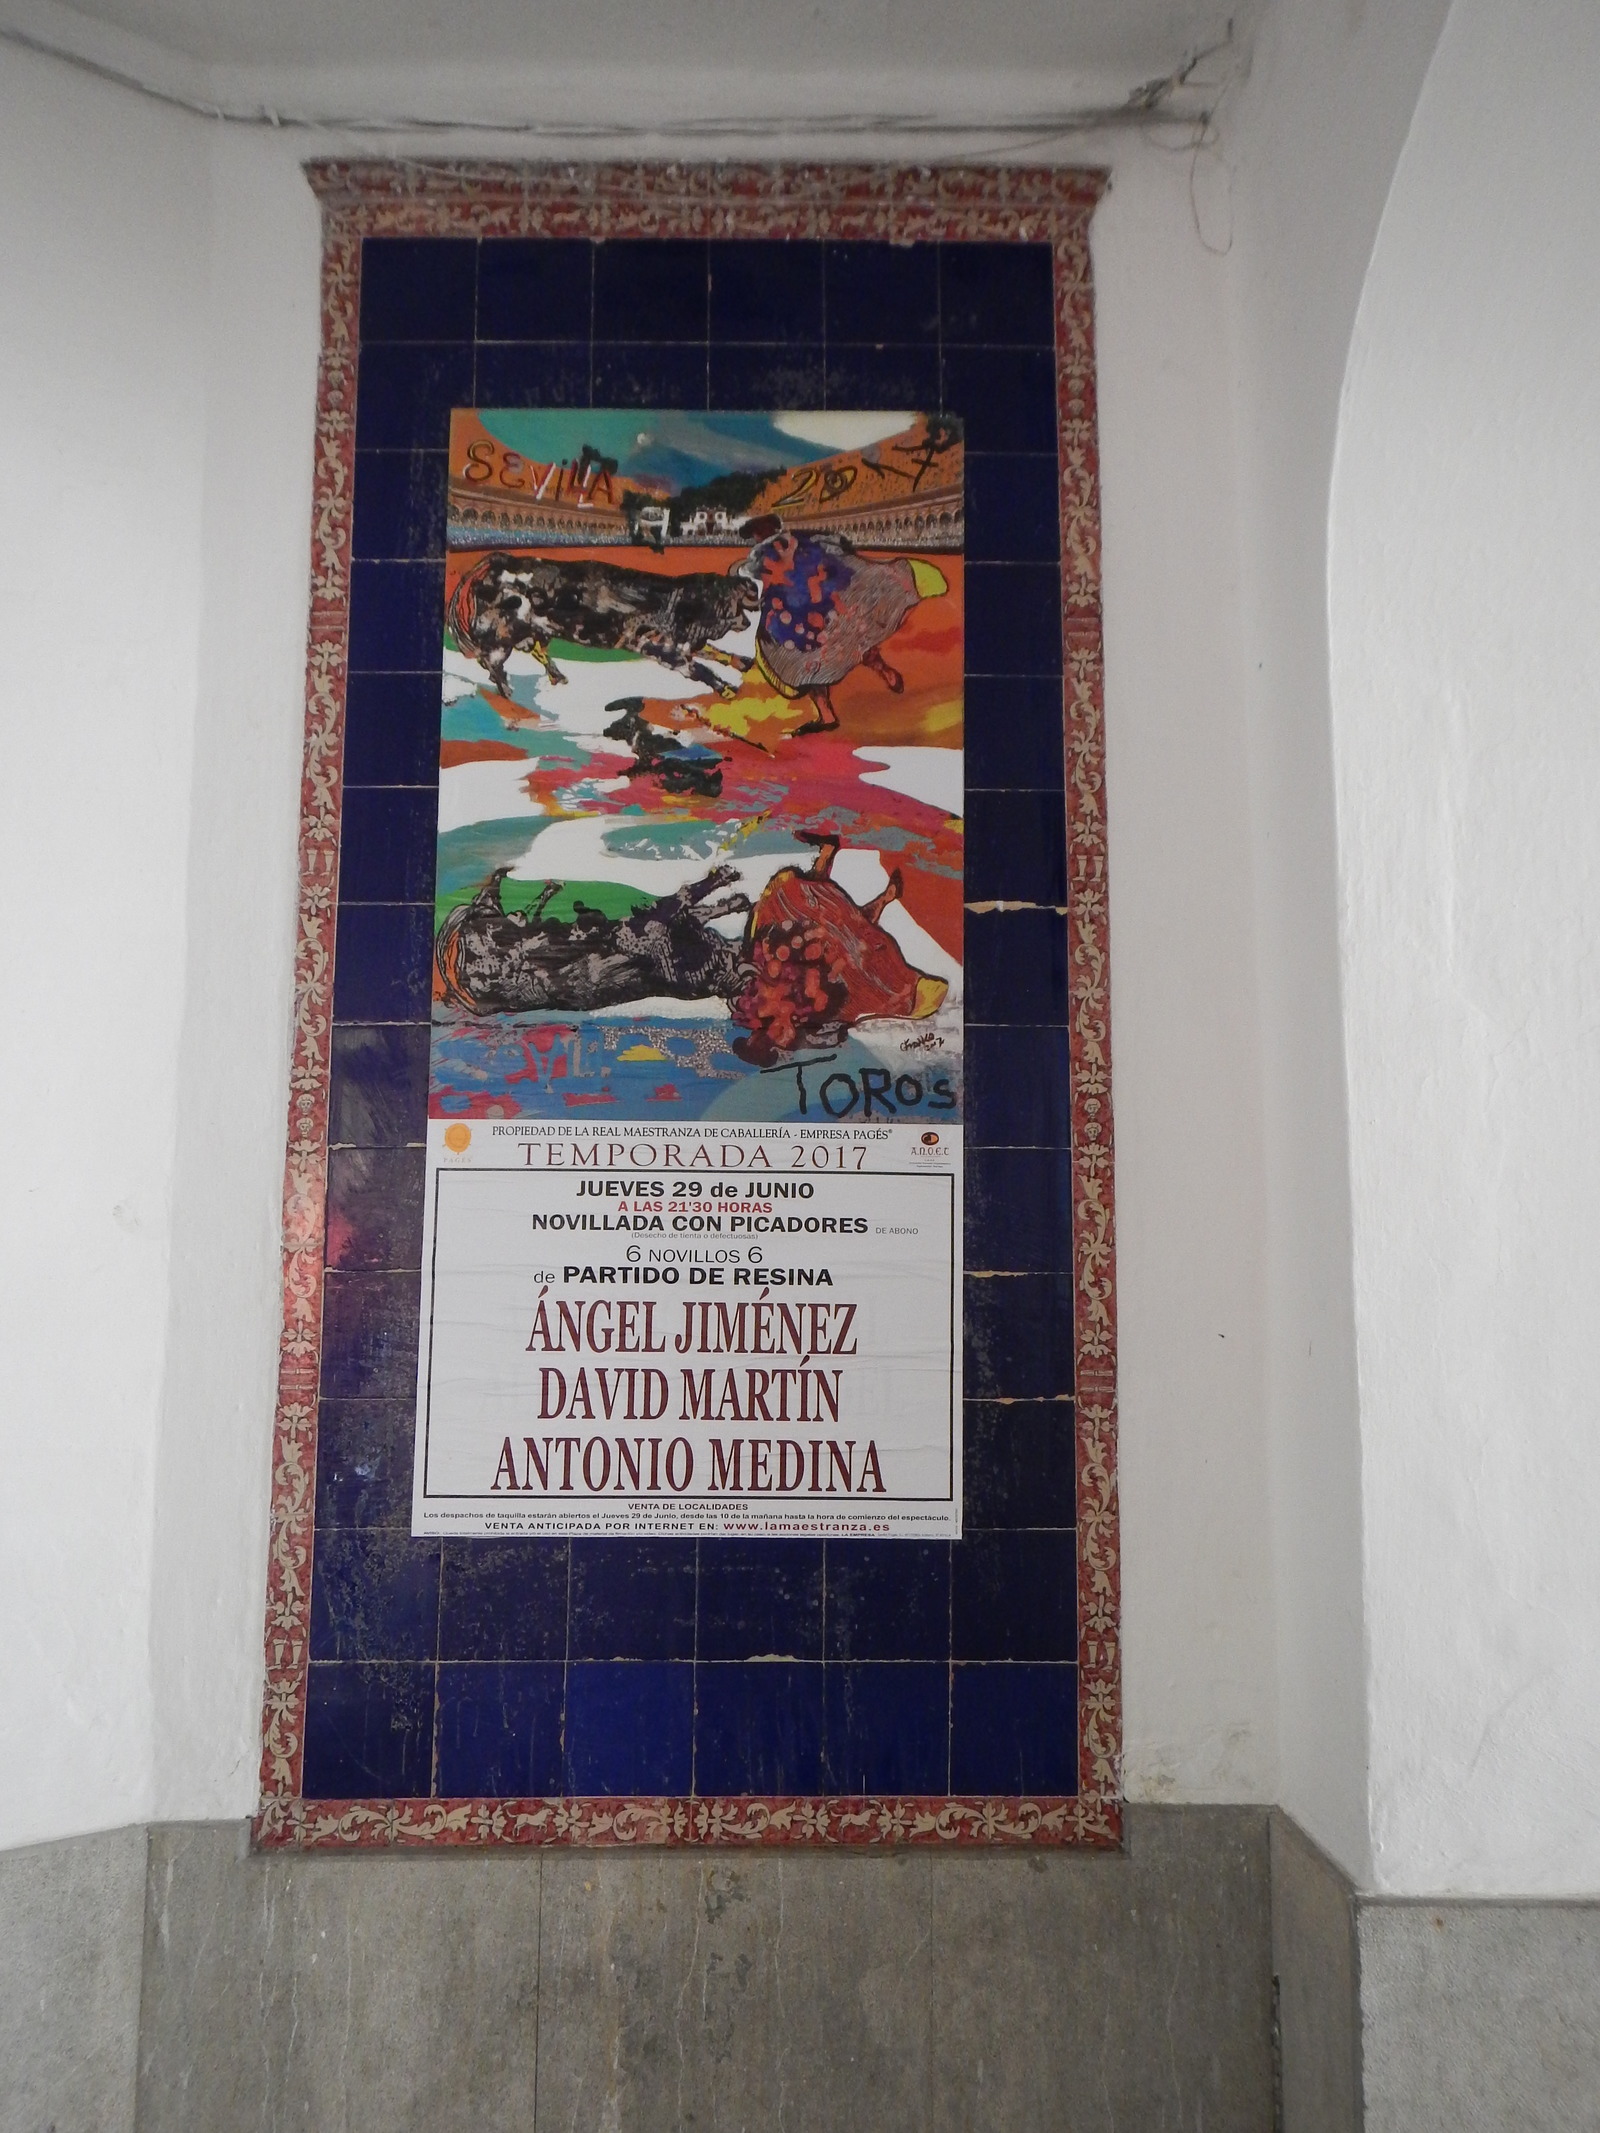 SEVILLA 2017
TOROS
PROPIEDAD DE LA REAL MAESTRANZA DE CABALLERÍA - EMPRESA PAGÉS®
PAGÉS
A.N.O.E.T
TEMPORADA 2017
JUEVES 29 de JUNIO
A LAS 21'30 HORAS
NOVILLADA CON PICADORES DE ABONO
(Desecho de tienta o defectuosas)
6 NOVILLOS 6
de PARTIDO DE RESINA
ÁNGEL JIMÉNEZ
DAVID MARTÍN
ANTONIO MEDINA
VENTA DE LOCALIDADES
Los despachos de taquilla estarán abiertos el Jueves 29 de Junio, desde las 10 de la mañana hasta la hora de comienzo del espectáculo.
VENTA ANTICIPADA POR INTERNET EN: www.lamaestranza.es